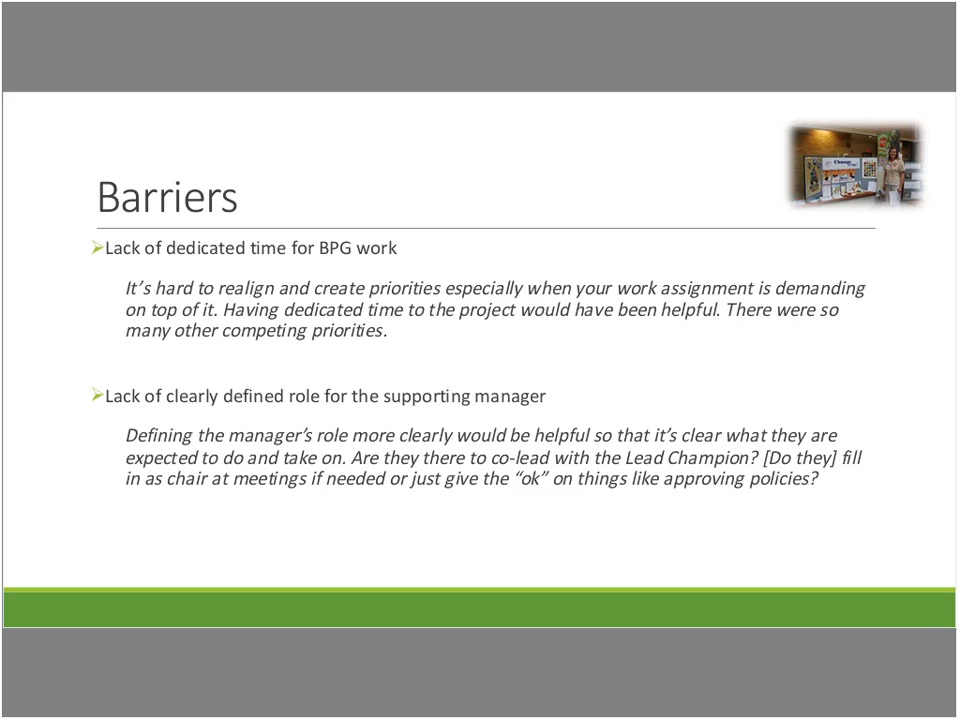 Barriers
Lack of dedicated time for BPG work
It’s hard to realign and create priorities especially when your work assignment is demanding
on top of it. Having dedicated time to the project would have been helpful. There were so
many other competing priorities.
Lack of clearly defined role for the supporting manager
Defining the manager’s role more clearly would be helpful so that it’s clear what they are
expected to do and take on. Are they there to co-lead with the Lead Champion? [Do they] fill
in as chair at meetings if needed or just give the “ok” on things like approving policies?